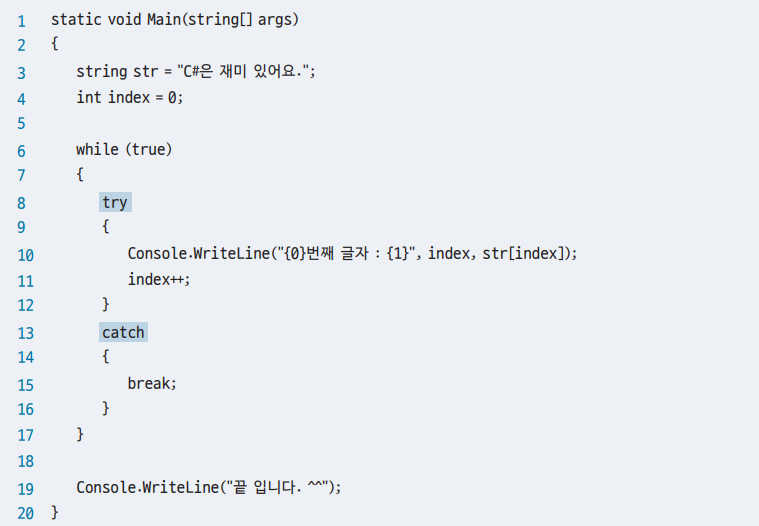 1 static void Main(string[] args)
2 {
3 string str = "C#은 재미 있어요.";
4 int index = 0;
5
6 while (true)
7 {
8 try
9 {
10 Console.WriteLine("{0}번째 글자 : {1}", index, str[index]);
11 index++;
12 }
13 catch
14 {
15 break;
16 }
17 }
18
19 Console.WriteLine("끝 입니다. ^^");
20 }